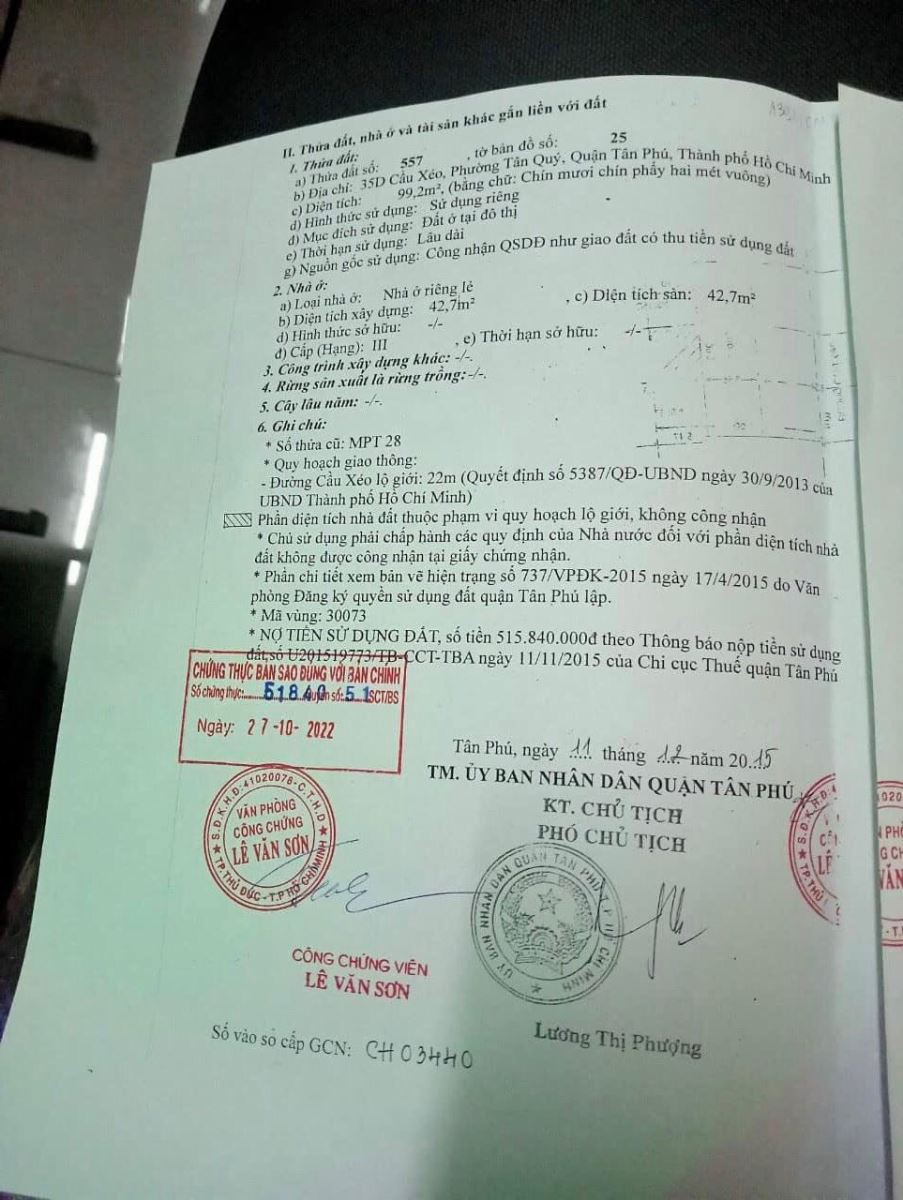 II. Thửa đất, nhà ở và tài sản khác gắn liền với đất
1. Thửa đất:
a) Thửa đất số: 557 , tờ bản đồ số: 25
b) Địa chỉ: 35D Cầu Xéo, Phường Tân Quý, Quận Tân Phú, Thành phố Hồ Chí Minh
c) Diện tích: 99,2m², (bằng chữ: Chín mươi chín phẩy hai mét vuông)
d) Hình thức sử dụng: Sử dụng riêng
đ) Mục đích sử dụng: Đất ở tại đô thị
e) Thời hạn sử dụng: Lâu dài
g) Nguồn gốc sử dụng: Công nhận QSDĐ như giao đất có thu tiền sử dụng đất
2. Nhà ở:
a) Loại nhà ở: Nhà ở riêng lẻ
b) Diện tích xây dựng: 42,7m² , c) Diện tích sàn: 42,7m²
d) Hình thức sở hữu: -/-
đ) Cấp (Hạng): III , e) Thời hạn sở hữu: -/-
3. Công trình xây dựng khác: -/-.
4. Rừng sản xuất là rừng trồng: -/-.
5. Cây lâu năm: -/-.
6. Ghi chú:
* Số thửa cũ: MPT 28
* Quy hoạch giao thông:
- Đường Cầu Xéo lộ giới: 22m (Quyết định số 5387/QĐ-UBND ngày 30/9/2013 của
UBND Thành phố Hồ Chí Minh)
Phần diện tích nhà đất thuộc phạm vi quy hoạch lộ giới, không công nhận
* Chủ sử dụng phải chấp hành các quy định của Nhà nước đối với phần diện tích nhà
đất không được công nhận tại giấy chứng nhận.
* Phần chi tiết xem bản vẽ hiện trạng số 737/VPĐK-2015 ngày 17/4/2015 do Văn
phòng Đăng ký quyền sử dụng đất quận Tân Phú lập.
* Mã vùng: 30073
* NỢ TIỀN SỬ DỤNG ĐẤT, số tiền 515.840.000đ theo Thông báo nộp tiền sử dụng
đất số U201519773/TB-CCT-TBA ngày 11/11/2015 của Chi cục Thuế quận Tân Phú
CHỨNG THỰC BẢN SAO ĐÚNG VỚI BẢN CHÍNH
Số chứng thực: 51840 quyển số: 51 SCT/BS
Ngày: 27-10-2022
Tân Phú, ngày 11 tháng 12 năm 2015
TM. ỦY BAN NHÂN DÂN QUẬN TÂN PHÚ
KT. CHỦ TỊCH
PHÓ CHỦ TỊCH
S.Đ.K.H.Đ:41020078-C.T.H.D
VĂN PHÒNG
CÔNG CHỨNG
LÊ VĂN SƠN
TP.THỦ ĐỨC - T.P HỒ CHÍ MINH
ỦY BAN NHÂN DÂN QUẬN TÂN PHÚ T.P HỒ CHÍ MINH
CÔNG CHỨNG VIÊN
LÊ VĂN SƠN
Lương Thị Phượng
Số vào sổ cấp GCN: CH03440